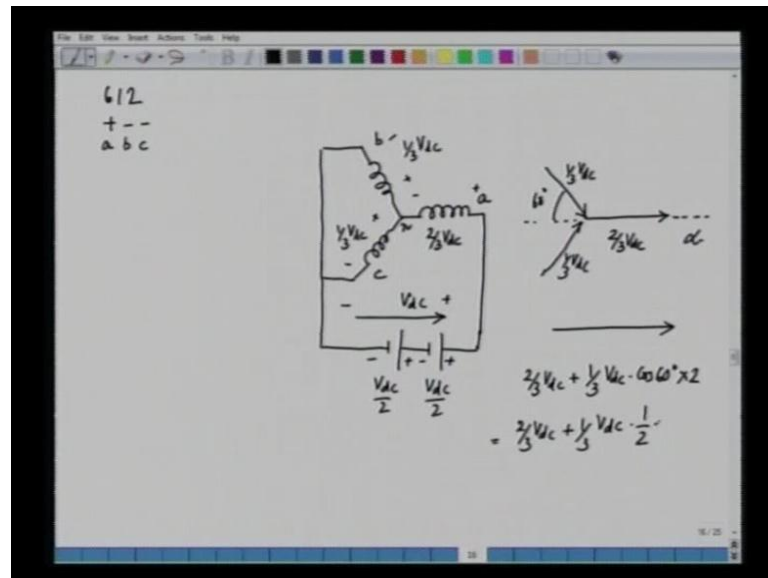 File Edit View Insert Actions Tools Help
612
+ - -
a b c
b 1/3 Vdc
+
-
+
a
n
2/3 Vdc
+
1/3 Vdc
-
c
- Vdc +
- + - +
Vdc/2 Vdc/2
1/3 Vdc
60°
2/3 Vdc
α
1/3 Vdc
2/3 Vdc + 1/3 Vdc · Cos 60° × 2
= 2/3 Vdc + 1/3 Vdc · 1/2 ·
16/25
16